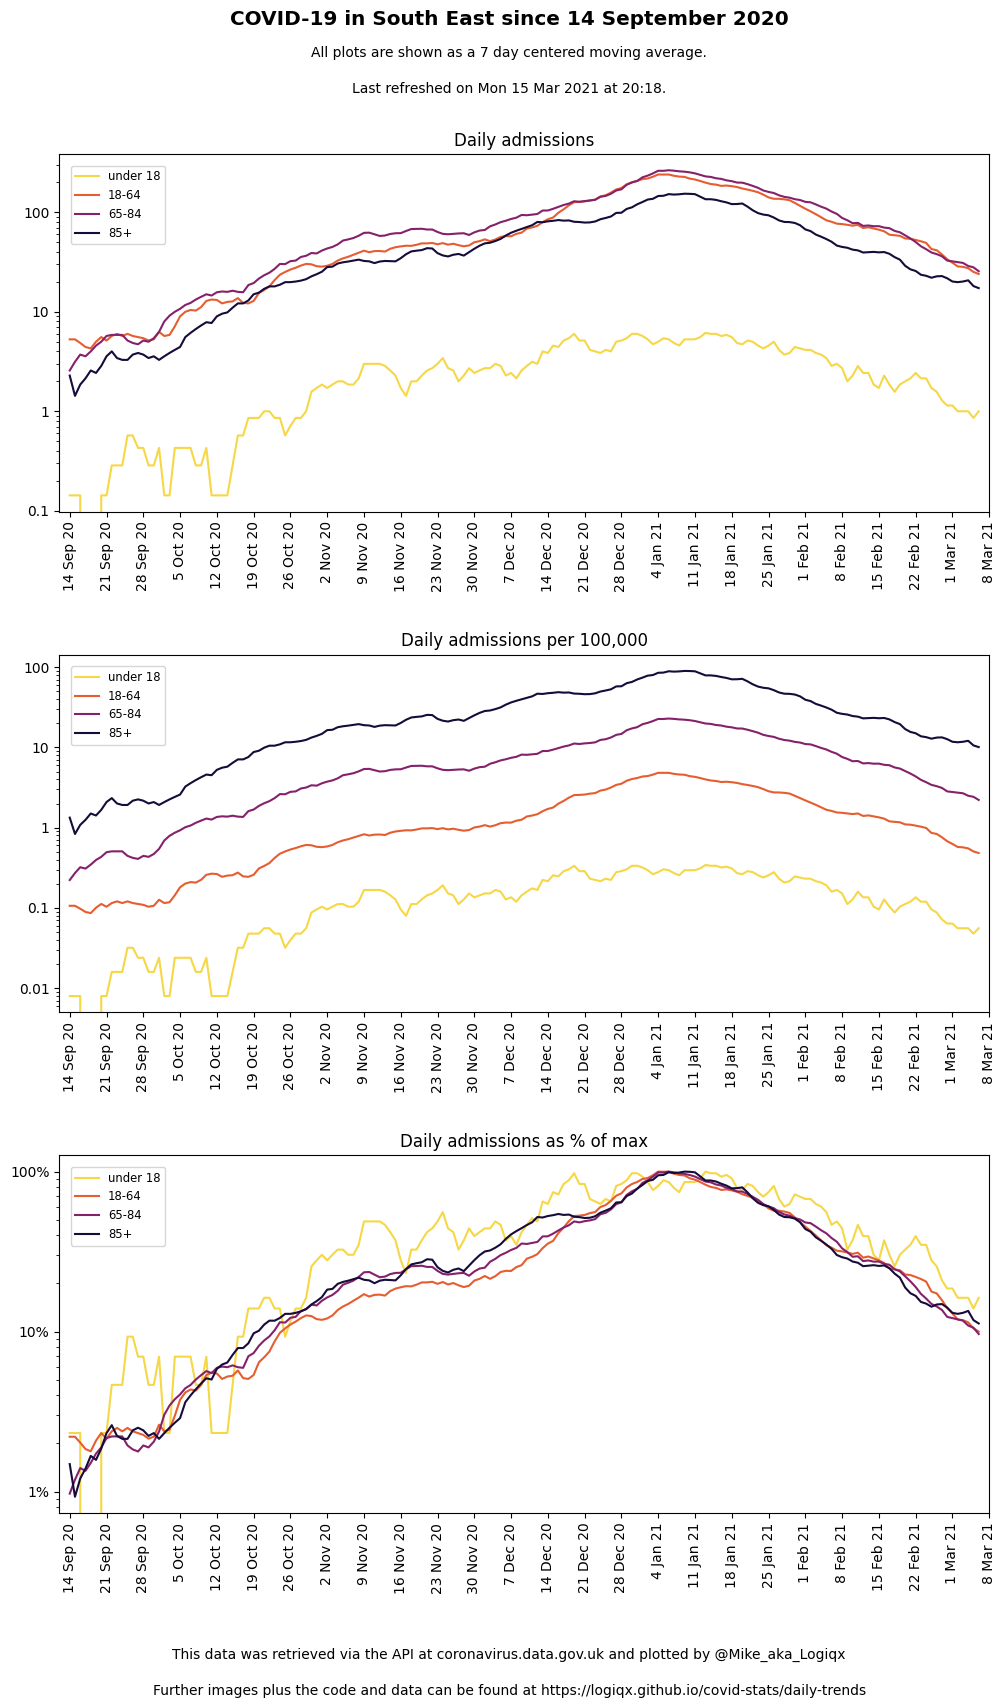 COVID-19 in South East since 14 September 2020
All plots are shown as a 7 day centered moving average.
Last refreshed on Mon 15 Mar 2021 at 20:18.
Daily admissions
under 18
18-64
65-84
85+
100
10
1
0.1
14 Sep 20
21 Sep 20
28 Sep 20
5 Oct 20
12 Oct 20
19 Oct 20
26 Oct 20
2 Nov 20
9 Nov 20
16 Nov 20
23 Nov 20
30 Nov 20
7 Dec 20
14 Dec 20
21 Dec 20
28 Dec 20
4 Jan 21
11 Jan 21
18 Jan 21
25 Jan 21
1 Feb 21
8 Feb 21
15 Feb 21
22 Feb 21
1 Mar 21
8 Mar 21
Daily admissions per 100,000
under 18
18-64
65-84
85+
100
10
1
0.1
0.01
14 Sep 20
21 Sep 20
28 Sep 20
5 Oct 20
12 Oct 20
19 Oct 20
26 Oct 20
2 Nov 20
9 Nov 20
16 Nov 20
23 Nov 20
30 Nov 20
7 Dec 20
14 Dec 20
21 Dec 20
28 Dec 20
4 Jan 21
11 Jan 21
18 Jan 21
25 Jan 21
1 Feb 21
8 Feb 21
15 Feb 21
22 Feb 21
1 Mar 21
8 Mar 21
Daily admissions as % of max
under 18
18-64
65-84
85+
100%
10%
1%
14 Sep 20
21 Sep 20
28 Sep 20
5 Oct 20
12 Oct 20
19 Oct 20
26 Oct 20
2 Nov 20
9 Nov 20
16 Nov 20
23 Nov 20
30 Nov 20
7 Dec 20
14 Dec 20
21 Dec 20
28 Dec 20
4 Jan 21
11 Jan 21
18 Jan 21
25 Jan 21
1 Feb 21
8 Feb 21
15 Feb 21
22 Feb 21
1 Mar 21
8 Mar 21
This data was retrieved via the API at coronavirus.data.gov.uk and plotted by @Mike_aka_Logiqx
Further images plus the code and data can be found at https://logiqx.github.io/covid-stats/daily-trends